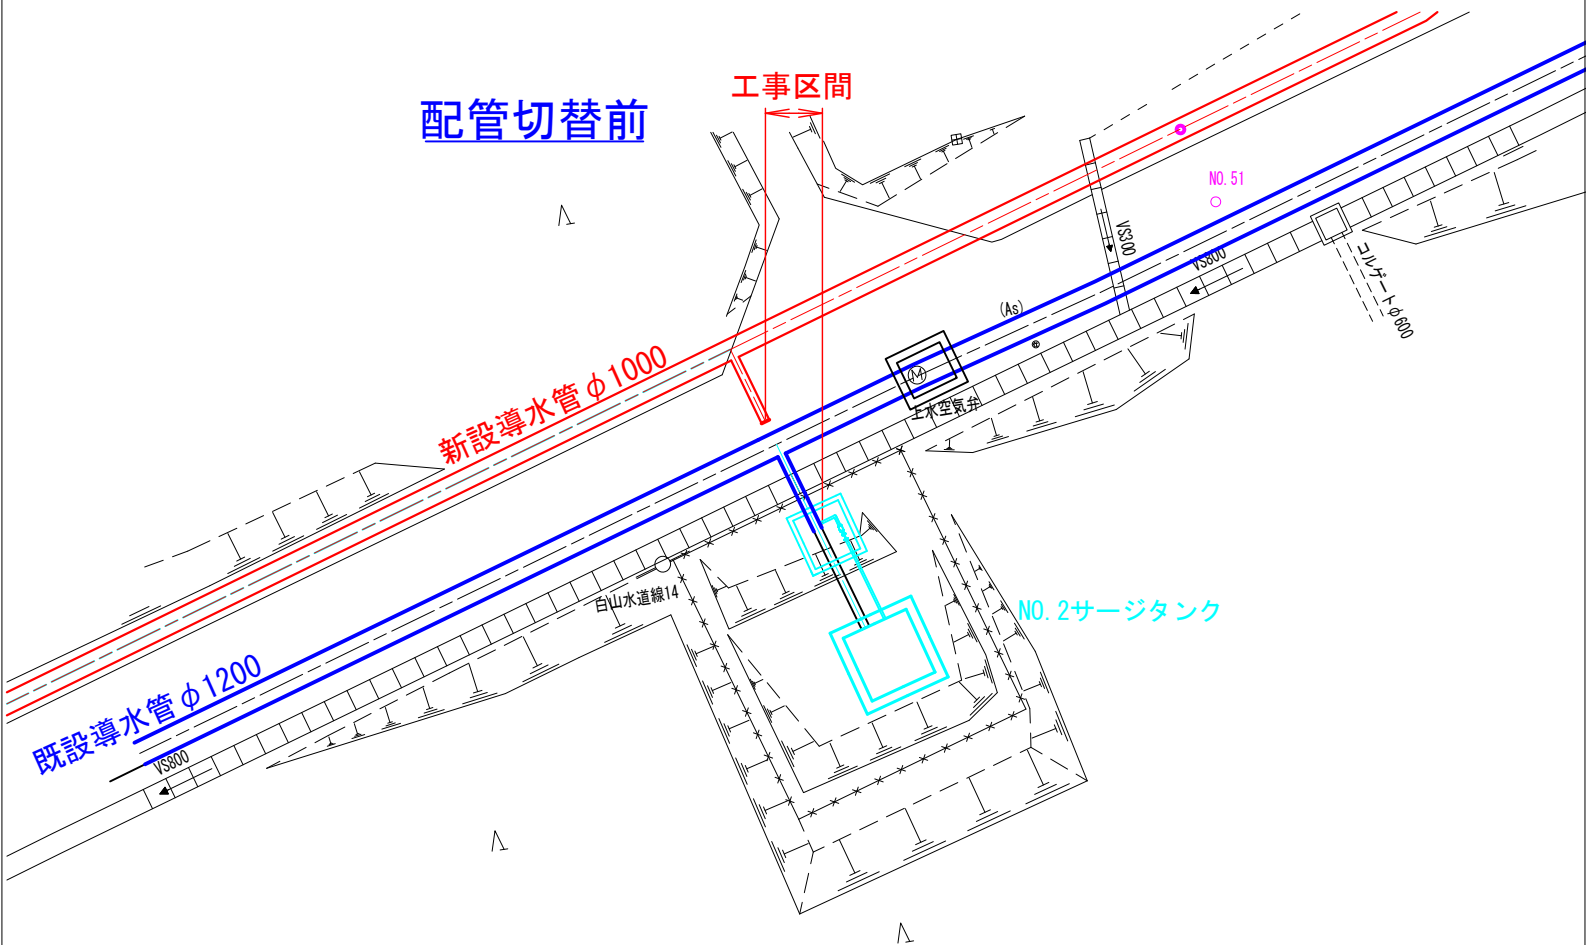 配管切替前
工事区間
NO.51
VS300
VS800
コルゲートφ600
(As)
M
上水空気弁
新設導水管φ1000
白山水道線14
NO.2サージタンク
既設導水管φ1200
VS800